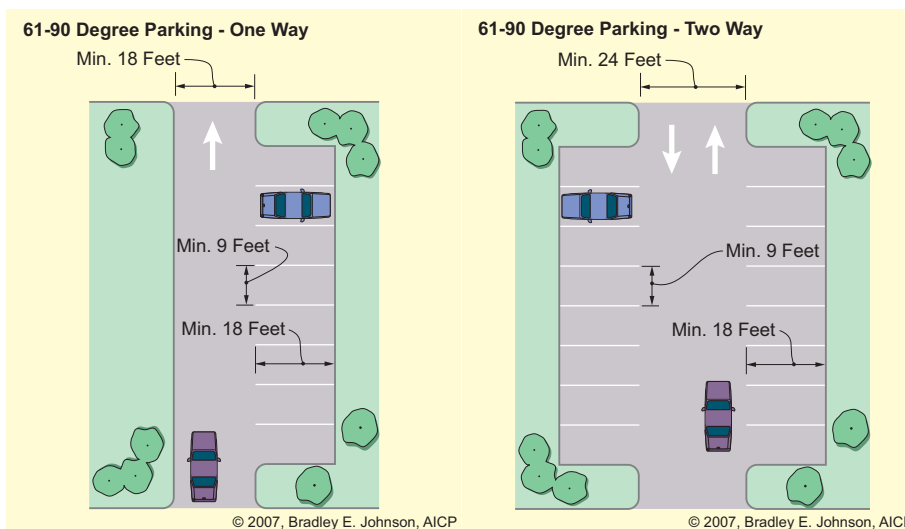 61-90 Degree Parking - One Way
Min. 18 Feet
Min. 9 Feet
Min. 18 Feet
© 2007, Bradley E. Johnson, AICP
61-90 Degree Parking - Two Way
Min. 24 Feet
Min. 9 Feet
Min. 18 Feet
© 2007, Bradley E. Johnson, AICP